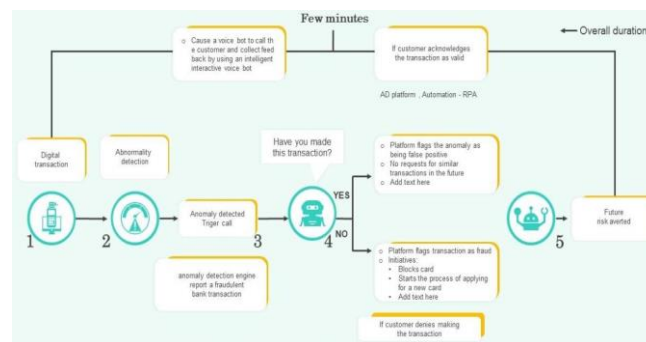 Few minutes
Overall duration
o Cause a voice bot to call th
e customer and collect feed
back by using an intelligent
interactive voice bot
If customer acknowledges
the transaction as valid
AD platform , Automation - RPA
Digital
transaction
Abnormality
detection
Have you made
this transaction?
o Platform flags the anomaly as
being false positive
o No requests for similar
transactions in the future
o Add text here
YES
Anomaly detected
Triger call
Future
risk averted
NO
1
2
3
4
5
o Platform flags transaction as fraud
o Initiatives:
• Blocks card
• Starts the process of applying
for a new card
• Add text here
anomaly detection engine
report a fraudulent
bank transaction
If customer denies making
the transaction